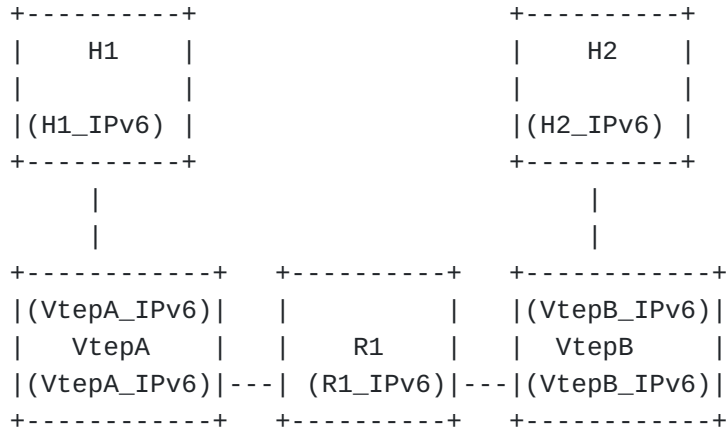 H1 H2
(H1_IPv6) (H2_IPv6)
(VtepA_IPv6) (VtepB_IPv6)
VtepA R1 VtepB
(VtepA_IPv6) (R1_IPv6) (VtepB_IPv6)